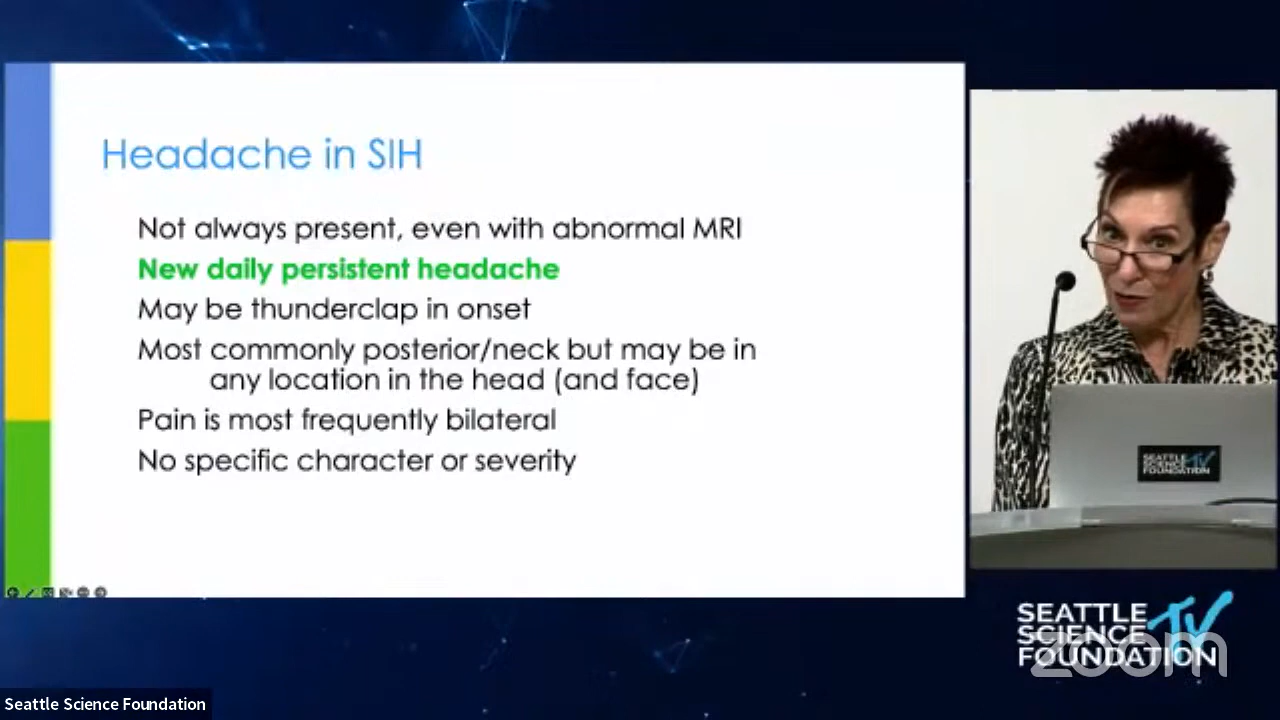 Headache in SIH
Not always present, even with abnormal MRI
New daily persistent headache
May be thunderclap in onset
Most commonly posterior/neck but may be in
any location in the head (and face)
Pain is most frequently bilateral
No specific character or severity
SEATTLE
SCIENCE TV
FOUNDATION
SEATTLE
SCIENCE TV
FOUNDATION
zoom
Seattle Science Foundation